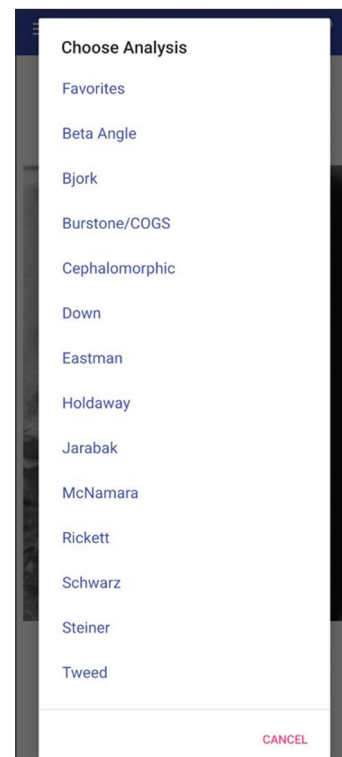 Choose Analysis
Favorites
Beta Angle
Bjork
Burstone/COGS
Cephalomorphic
Down
Eastman
Holdaway
Jarabak
McNamara
Rickett
Schwarz
Steiner
Tweed
CANCEL